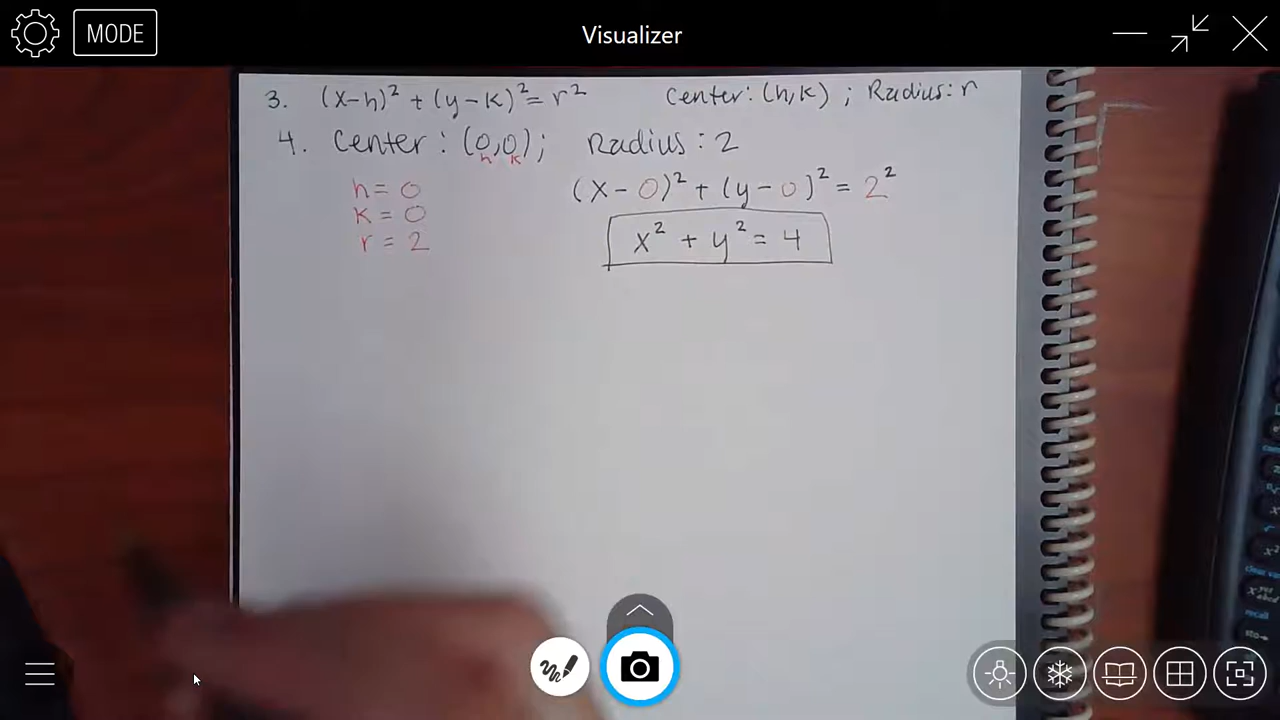 MODE
Visualizer
3. (x-h)² + (y-k)² = r² Center: (h,k) ; Radius: r
4. Center: (0,0); Radius: 2
h k
h = 0 (x - 0)² + (y - 0)² = 2²
k = 0
r = 2 x² + y² = 4